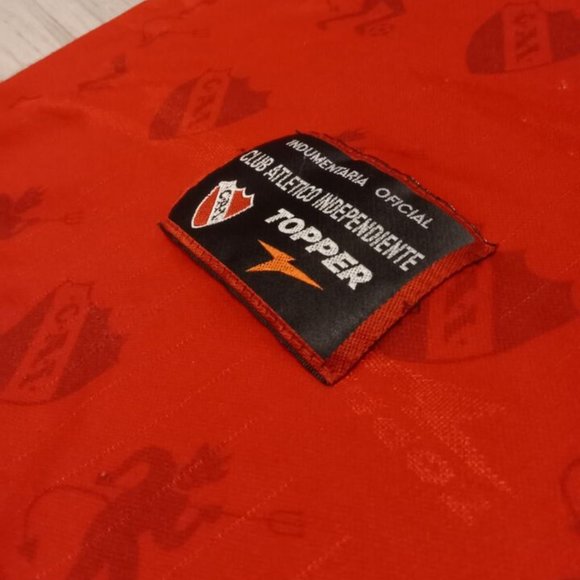 INDUMENTARIA OFICIAL
CLUB ATLETICO INDEPENDIENTE
TOPPER